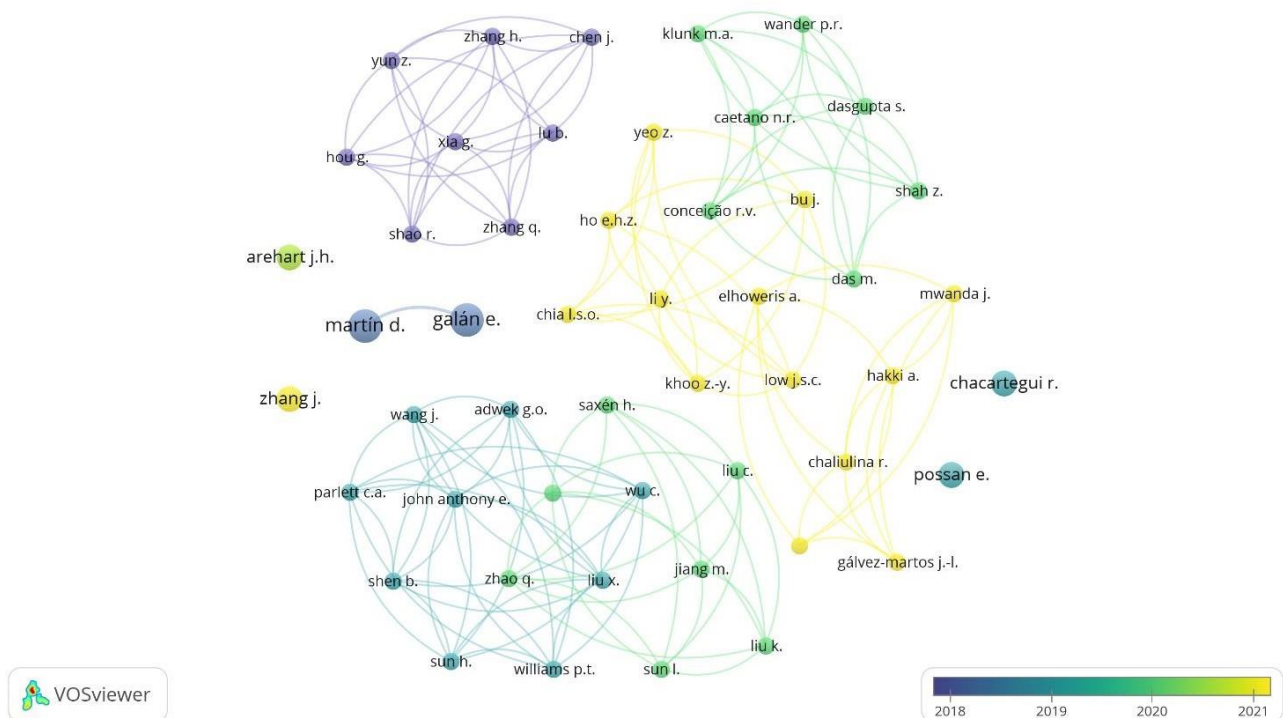 wander p.r.
klunk m.a.
zhang h.
chen j.
yun z.
dasgupta s.
caetano n.r.
yeo z.
lu b.
xia g.
hou g.
shah z.
bu j.
conceição r.v.
ho e.h.z.
zhang q.
shao r.
arehart j.h.
das m.
mwanda j.
elhoweris a.
li y.
chia l.s.o.
galán e.
martín d.
hakki a.
low j.s.c.
khoo z.-y.
chacartegui r.
zhang j.
saxén h.
adwek g.o.
wang j.
chaliulina r.
liu c.
possan e.
wu c.
parlett c.a.
john anthony e.
gálvez-martos j.-l.
jiang m.
zhao q.
liu x.
shen b.
liu k.
sun h.
williams p.t.
sun l.
VOSviewer
2018 2019 2020 2021